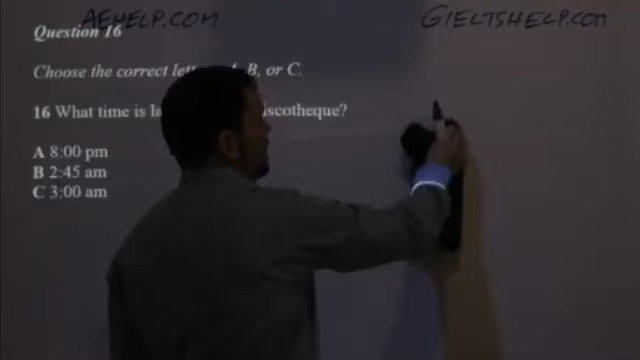 AEHELP.COM
GIELTSHELP.COM
Question 16
Choose the correct B, or C.
16 What time is
A 8:00 pm
B 2:45 am
C 3:00 am